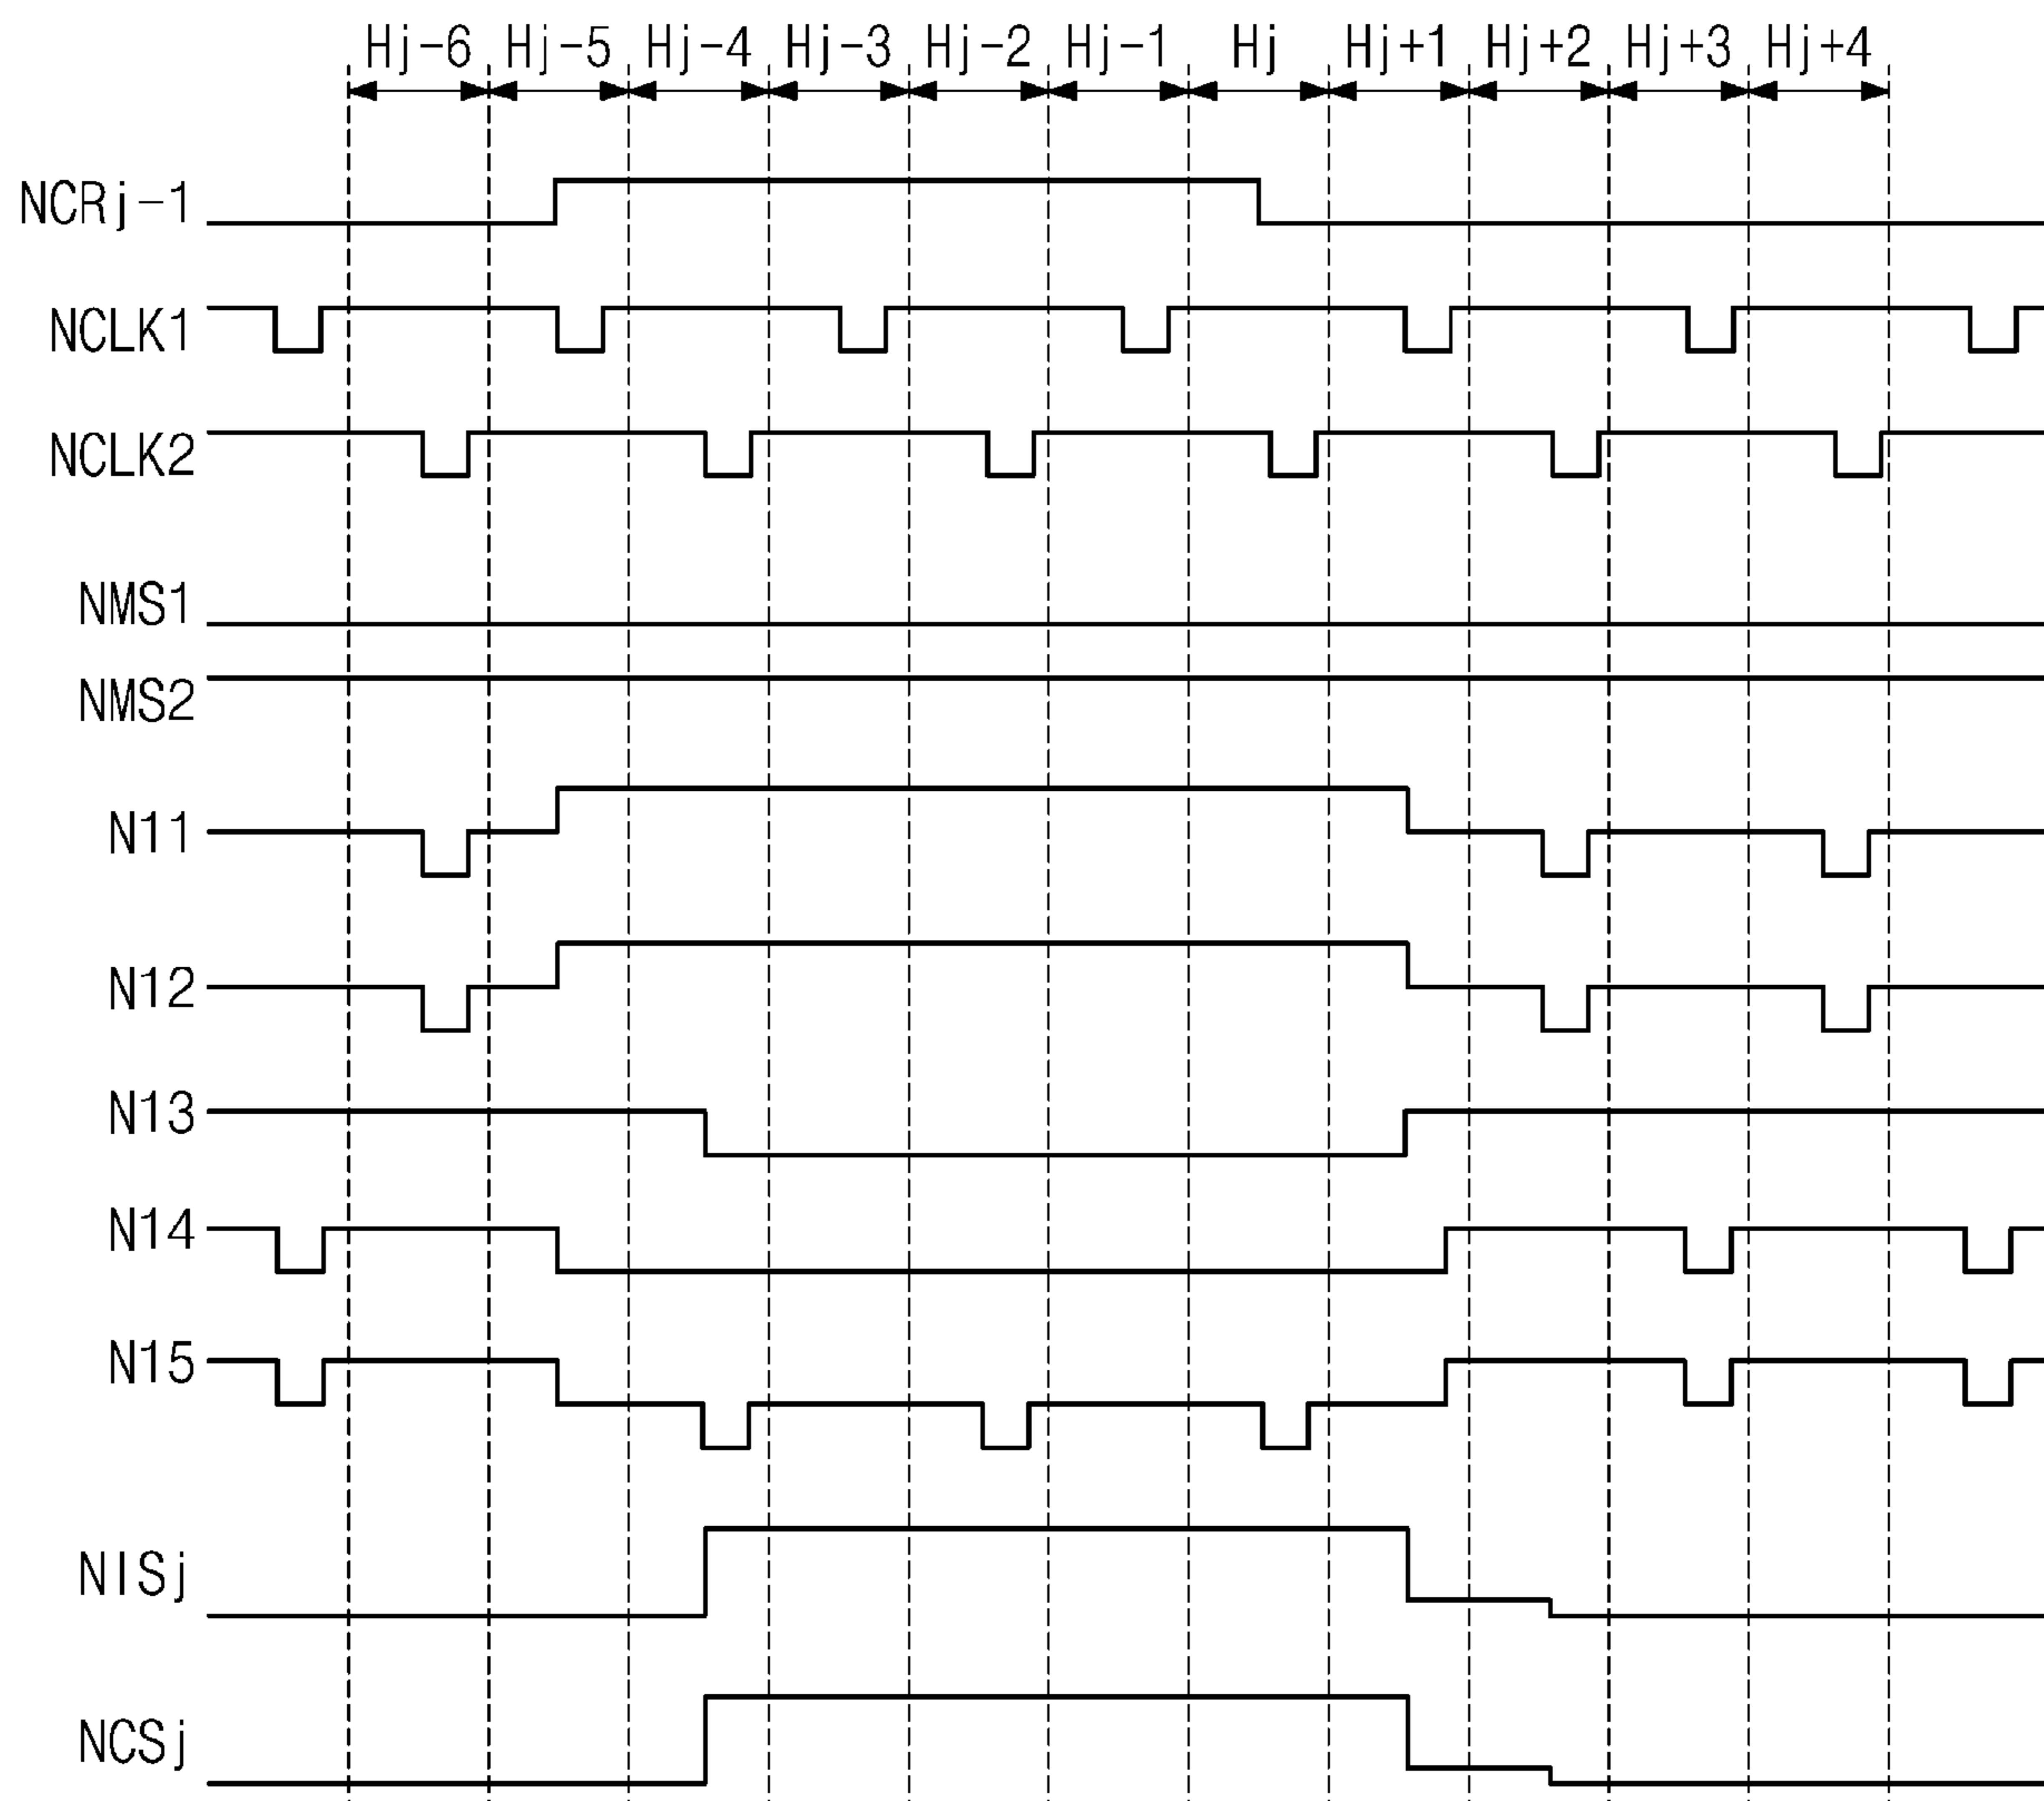 Hj-6 Hj-5 Hj-4 Hj-3 Hj-2 Hj-1 Hj Hj+1 Hj+2 Hj+3 Hj+4
NCRj-1
NCLK1
NCLK2
NMS1
NMS2
N11
N12
N13
N14
N15
NISj
NCSj